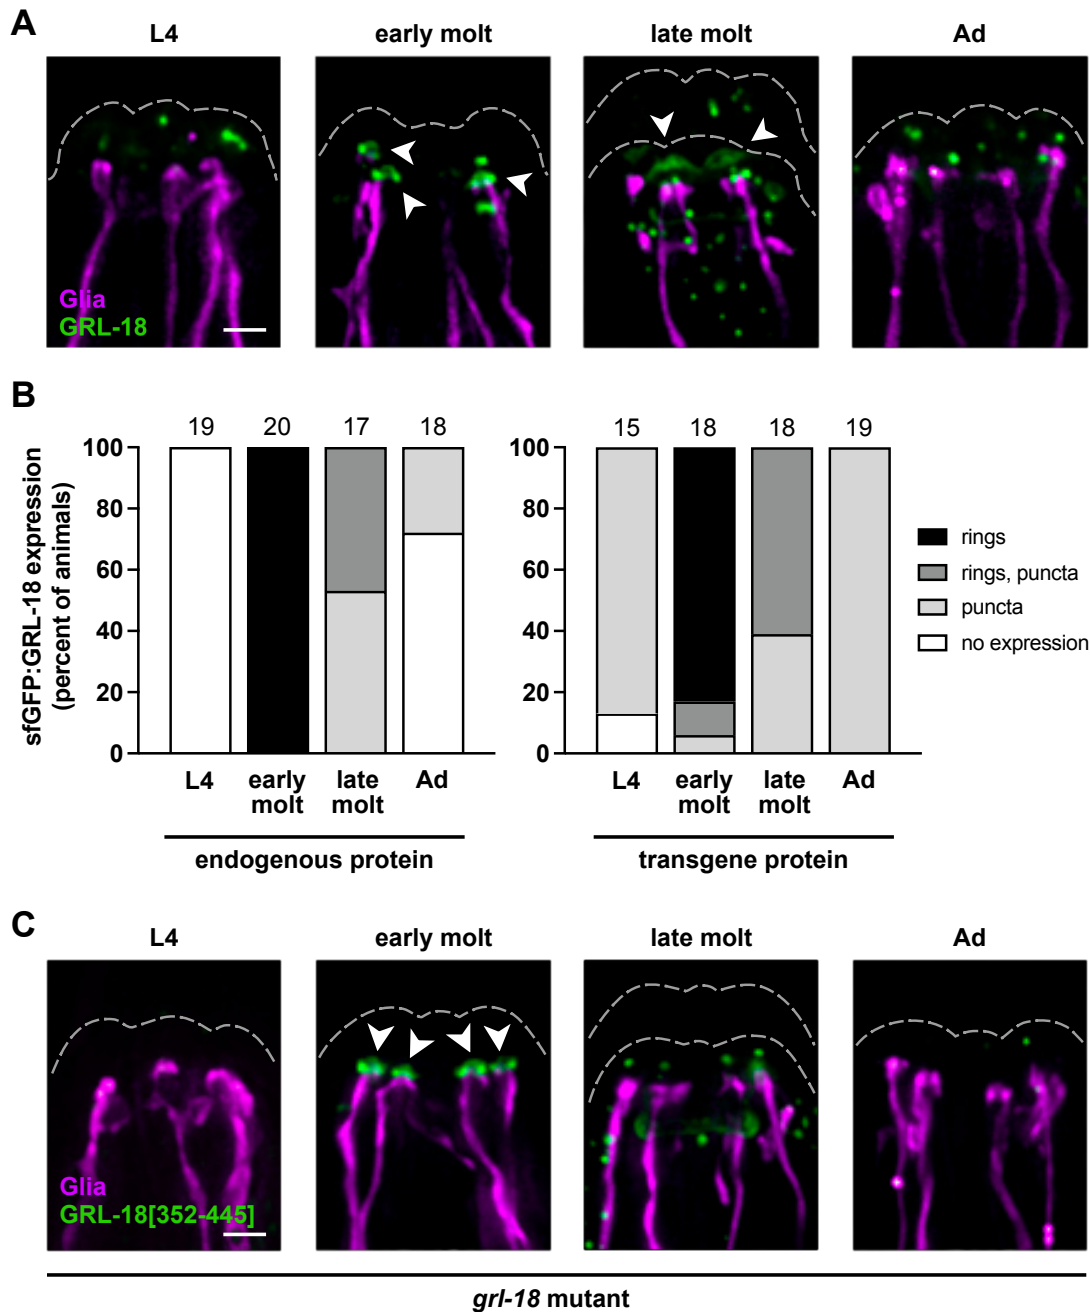 A
L4
early molt
late molt
Ad
Glia
GRL-18
B
sfGFP:GRL-18 expression
(percent of animals)
100
80
60
40
20
0
19
20
17
18
L4
early
molt
late
molt
Ad
endogenous protein
100
80
60
40
20
0
15
18
18
19
L4
early
molt
late
molt
Ad
transgene protein
rings
rings, puncta
puncta
no expression
C
L4
early molt
late molt
Ad
Glia
GRL-18[352-445]
grl-18 mutant